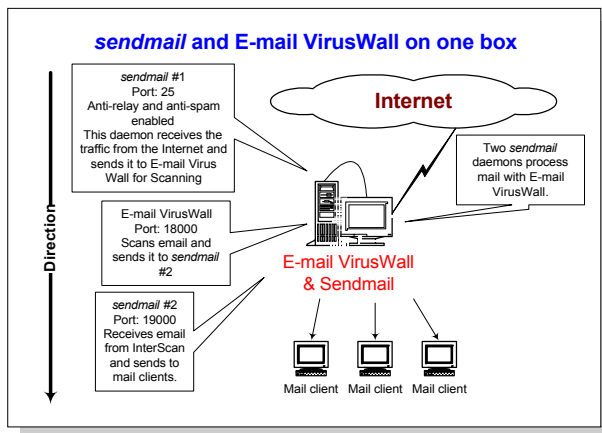 sendmail and E-mail VirusWall on one box
sendmail #1
Port: 25
Anti-relay and anti-spam
enabled
This daemon receives the
traffic from the Internet and
sends it to E-mail Virus
Wall for Scanning
Internet
Two sendmail
daemons process
mail with E-mail
VirusWall.
Direction
E-mail VirusWall
Port: 18000
Scans email and
sends it to sendmail
#2
E-mail VirusWall
& Sendmail
sendmail #2
Port: 19000
Receives email
from InterScan
and sends to
mail clients.
Mail client
Mail client
Mail client